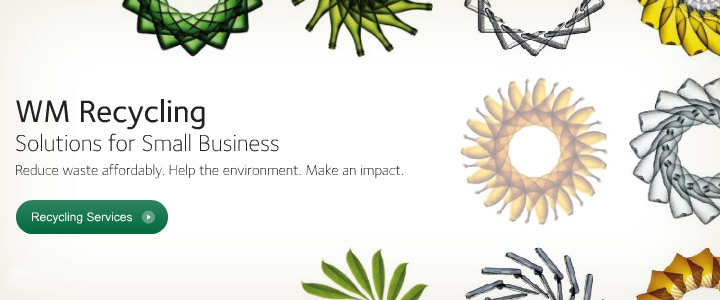 WM Recycling
Solutions for Small Business
Reduce waste affordably. Help the environment. Make an impact.
Recycling Services